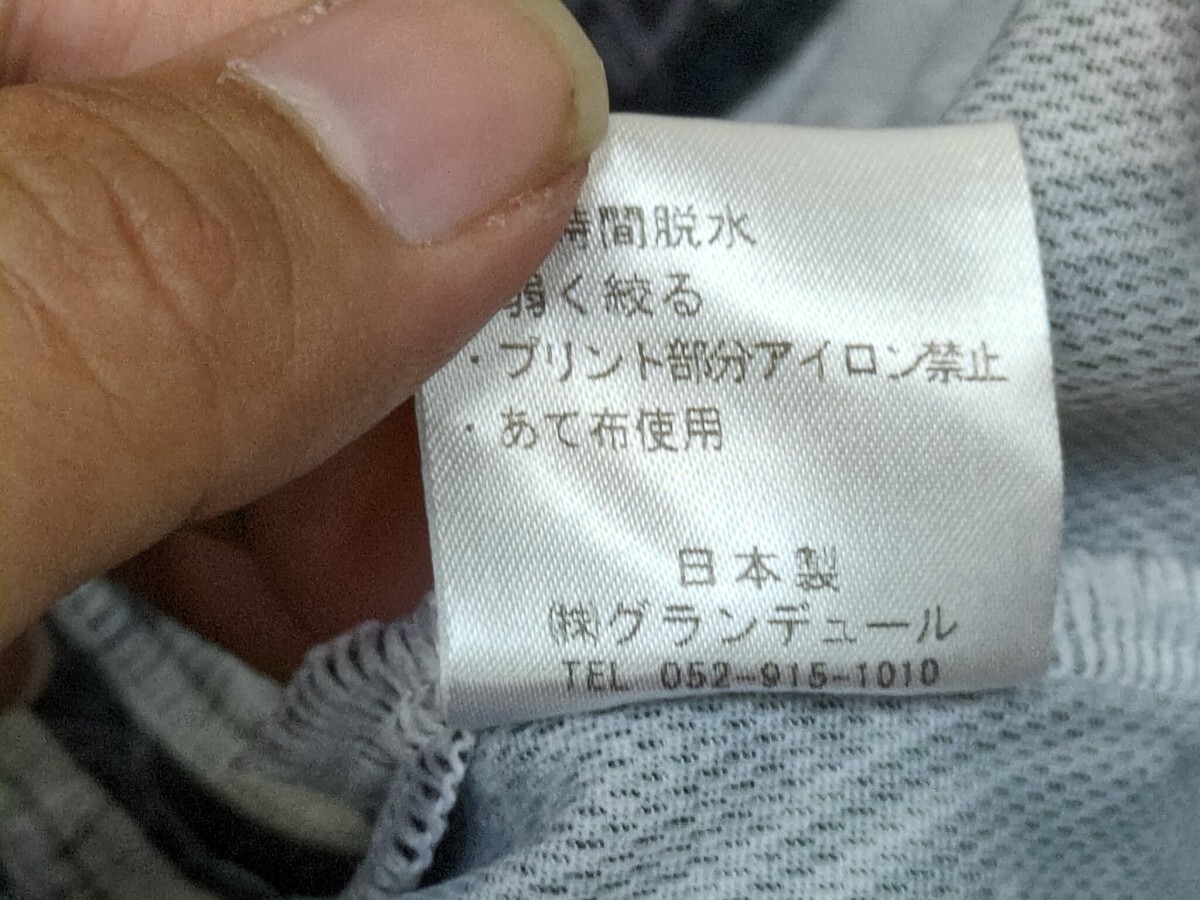 時間脱水
弱く絞る
・プリント部分アイロン禁止
・あて布使用
日本製
㈱グランデュール
TEL 052-915-1010